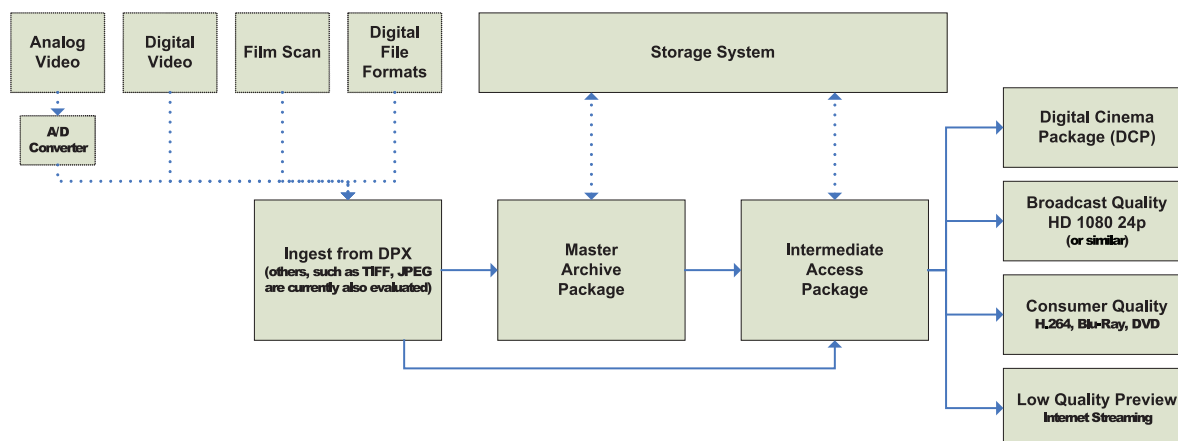 Analog
Video
Digital
Video
Film Scan
Digital
File
Formats
Storage System
A/D
Converter
Digital Cinema
Package (DCP)
Broadcast Quality
HD 1080 24p
(or similar)
Ingest from DPX
(others, such as TIFF, JPEG
are currently also evaluated)
Master
Archive
Package
Intermediate
Access
Package
Consumer Quality
H.264, Blu-Ray, DVD
Low Quality Preview
Internet Streaming